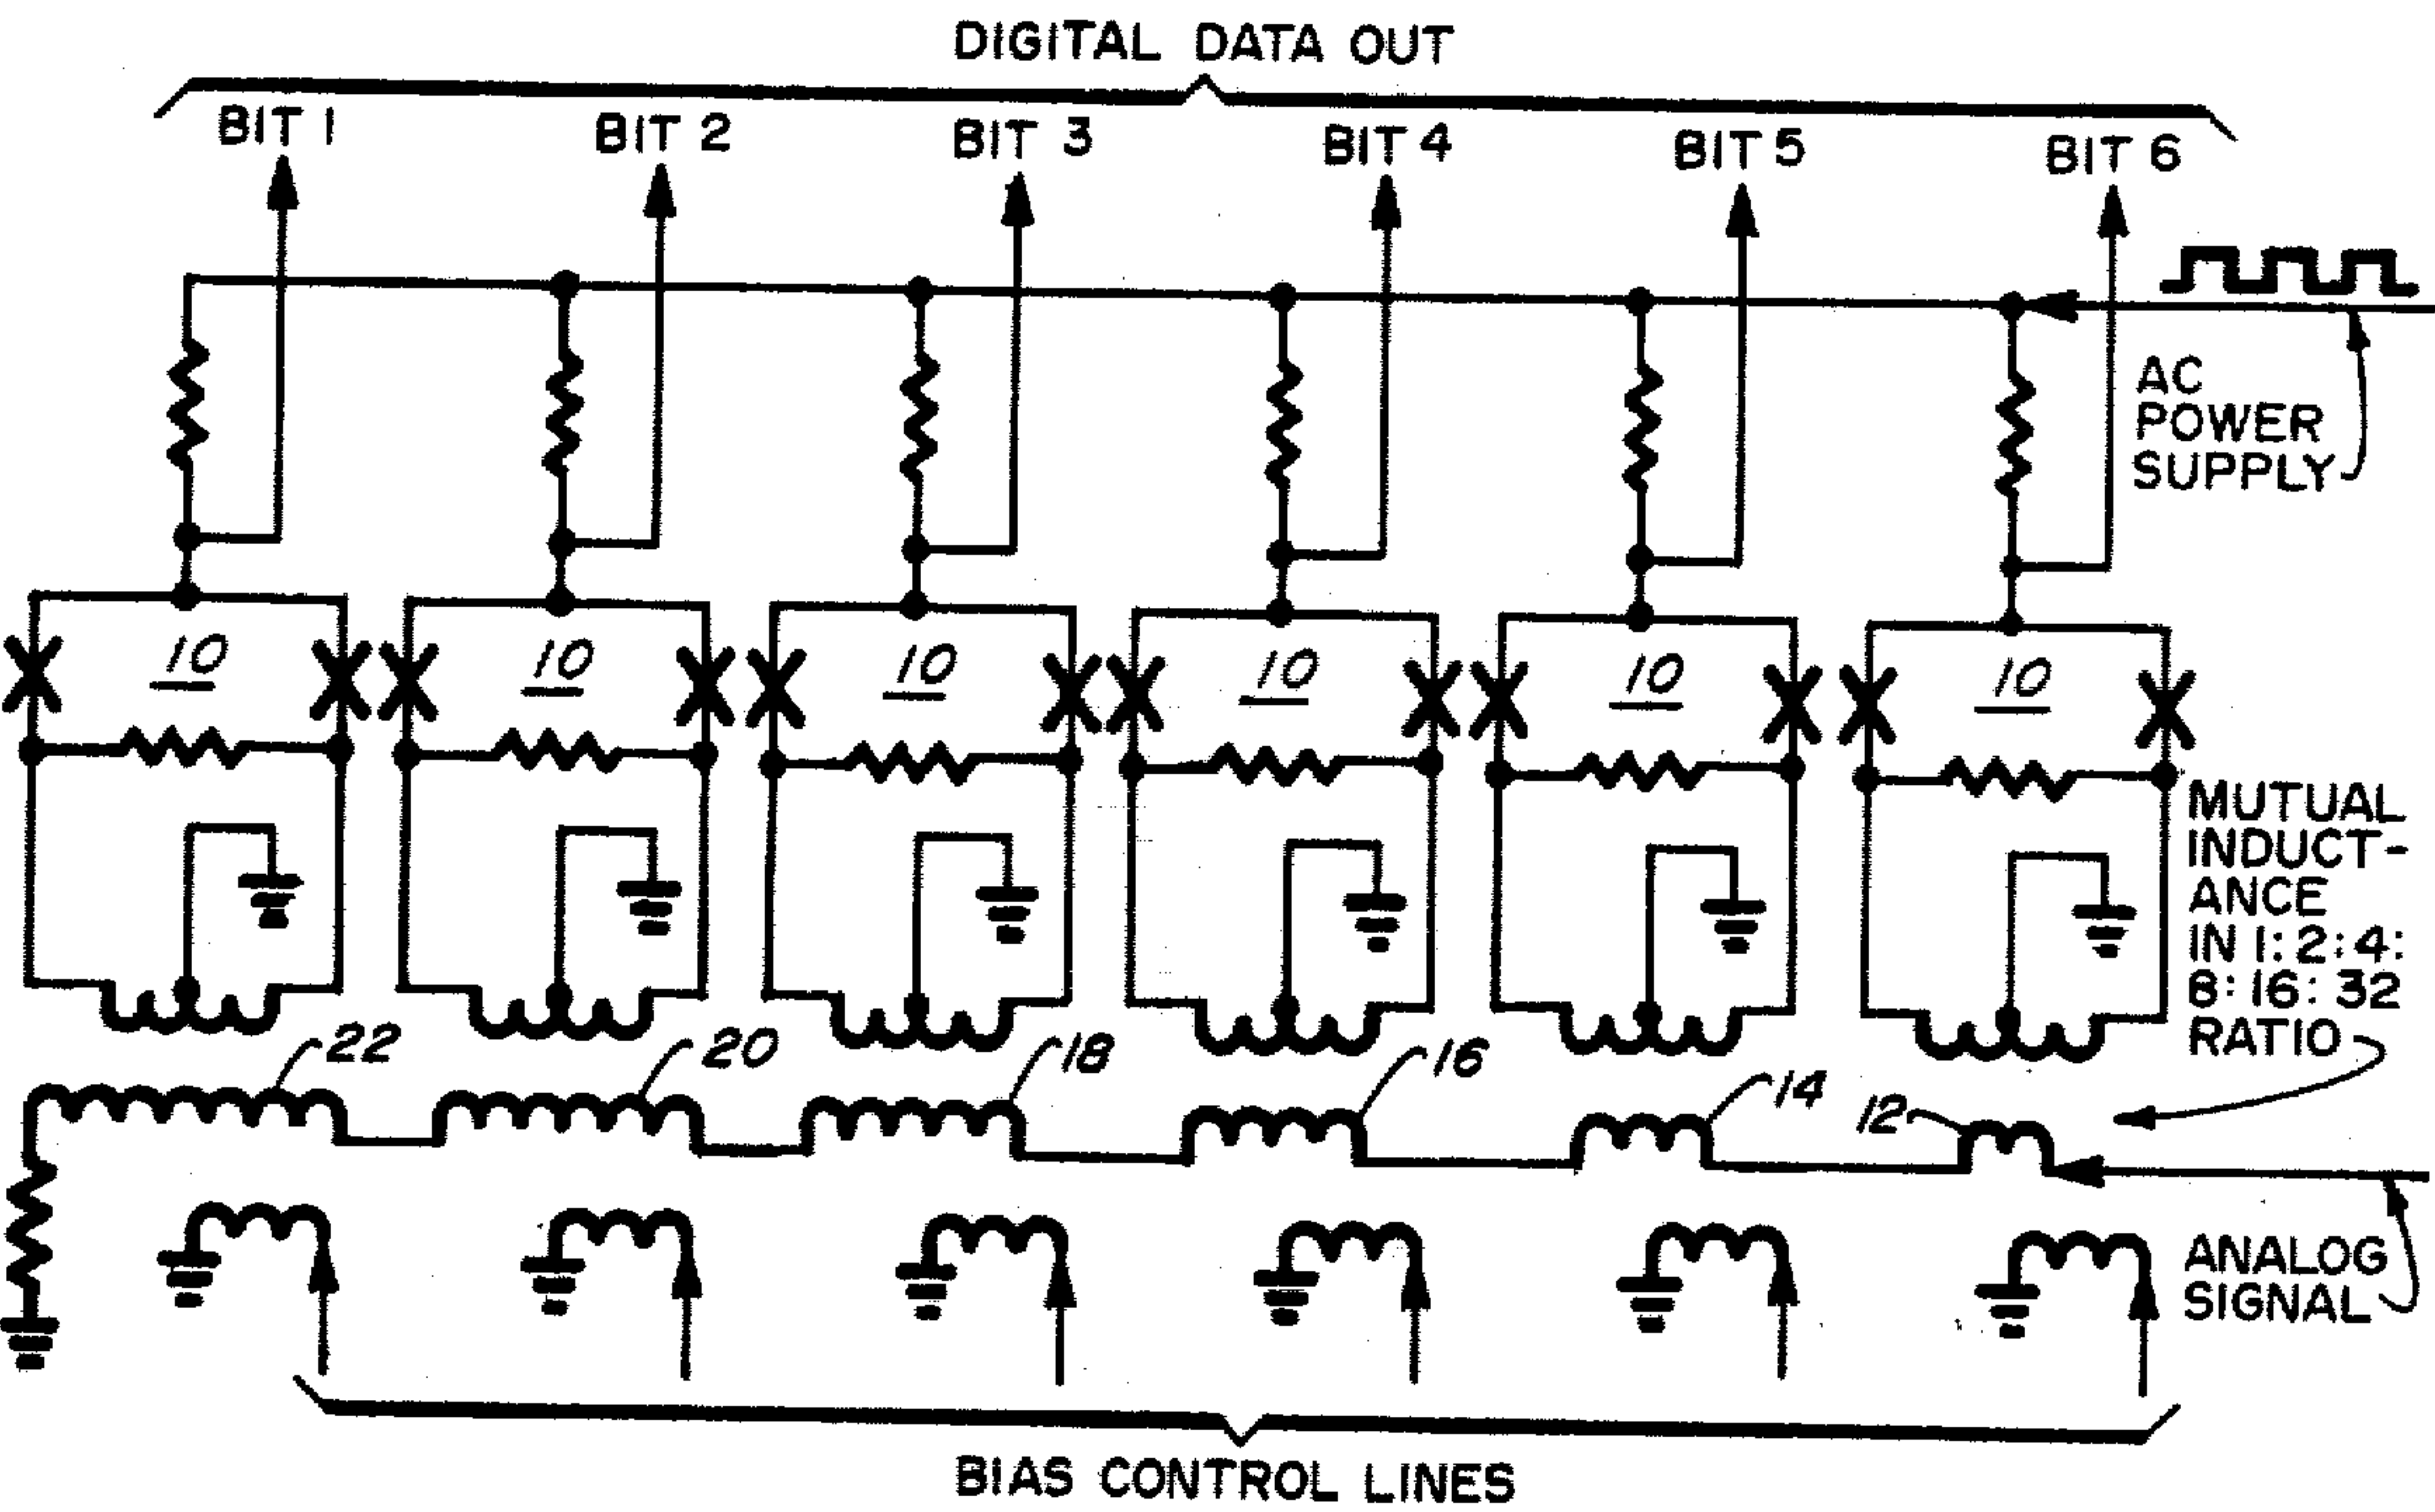 DIGITAL DATA OUT
BIT 1
BIT 2
BIT 3
BIT 4
BIT 5
BIT 6
AC
POWER
SUPPLY
10
10
10
10
10
10
MUTUAL
INDUCT-
ANCE
IN 1:2:4:
8:16:32
RATIO
22
20
18
16
14
12
ANALOG
SIGNAL
BIAS CONTROL LINES